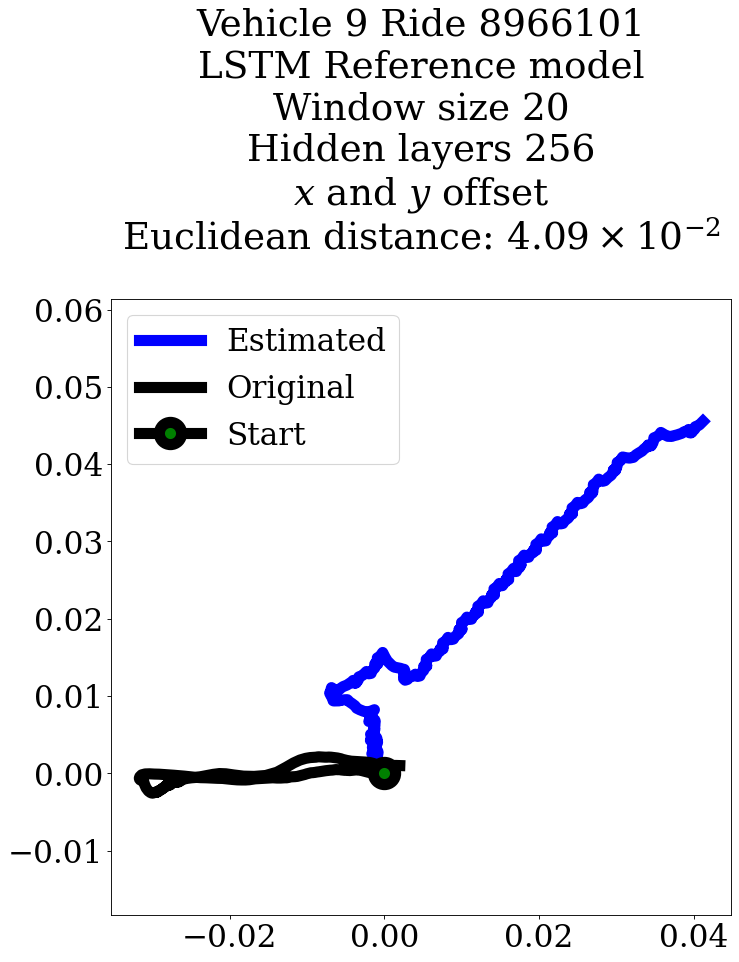 Vehicle 9 Ride 8966101
LSTM Reference model
Window size 20
Hidden layers 256
x and y offset
Euclidean distance: 4.09 × 10⁻²
0.06
0.05
0.04
0.03
0.02
0.01
0.00
−0.01
Estimated
Original
Start
−0.02 0.00 0.02 0.04